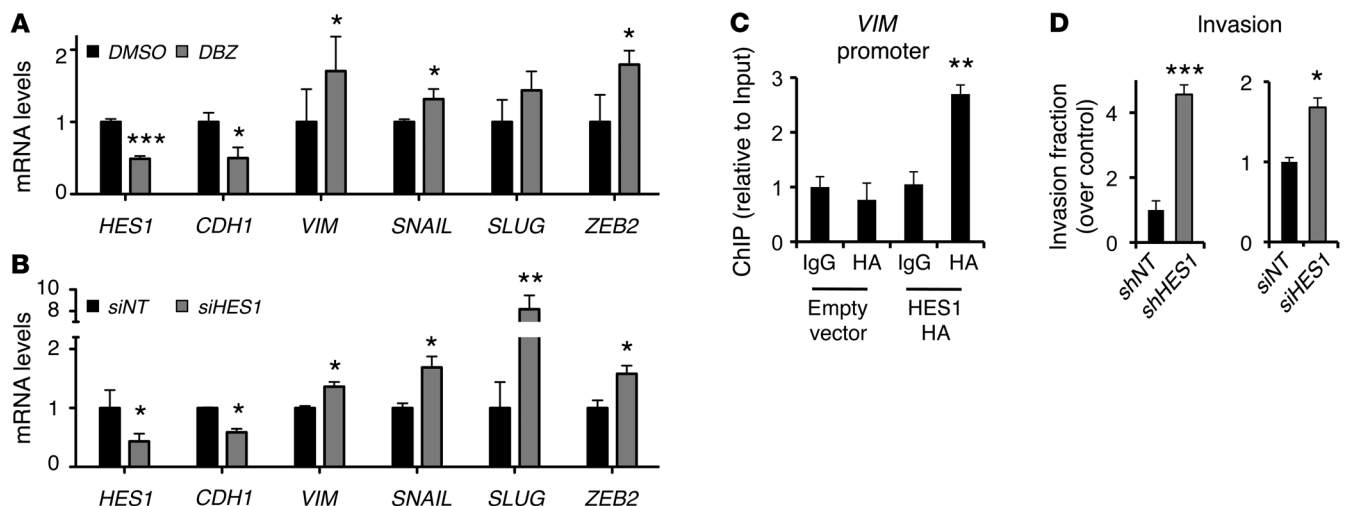 A
mRNA levels
2
1
0
DMSO DBZ
*** * * * *
HES1 CDH1 VIM SNAIL SLUG ZEB2
B
mRNA levels
10
8
2
1
0
siNT siHES1
* * * * ** *
HES1 CDH1 VIM SNAIL SLUG ZEB2
C
VIM
promoter
ChIP (relative to Input)
3
2
1
0
**
IgG HA IgG HA
Empty
vector
HES1
HA
D
Invasion
Invasion fraction
(over control)
4
2
0
***
shNT
shHES1
2
1
0
*
siNT
siHES1